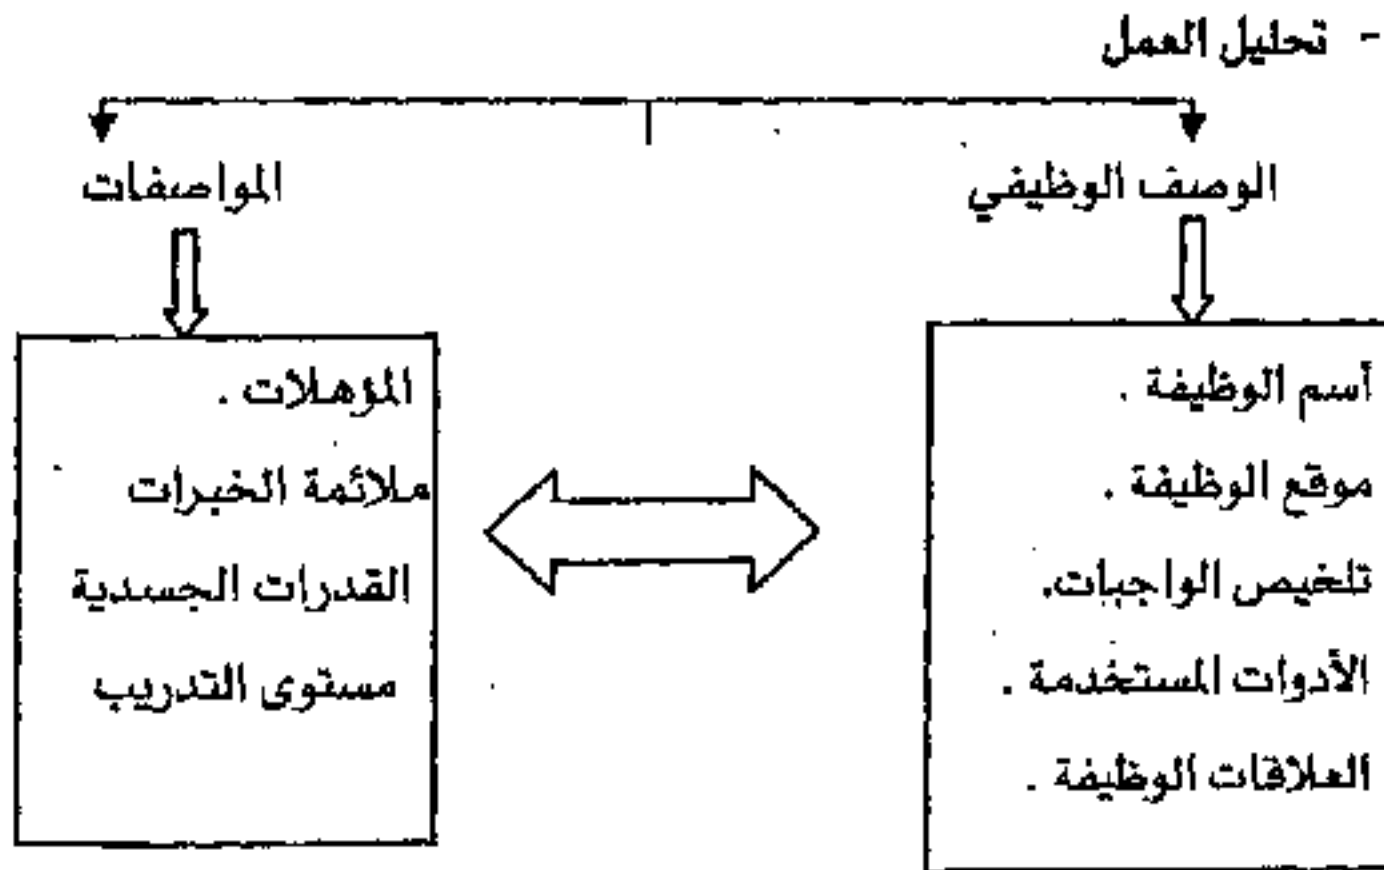 - تحليل العمل
الوصف الوظيفي
المواصفات
أسم الوظيفة .
موقع الوظيفة .
تلخيص الواجبات.
الأدوات المستخدمة .
العلاقات الوظيفة .
المؤهلات .
ملائمة الخبرات
القدرات الجسدية
مستوى التدريب